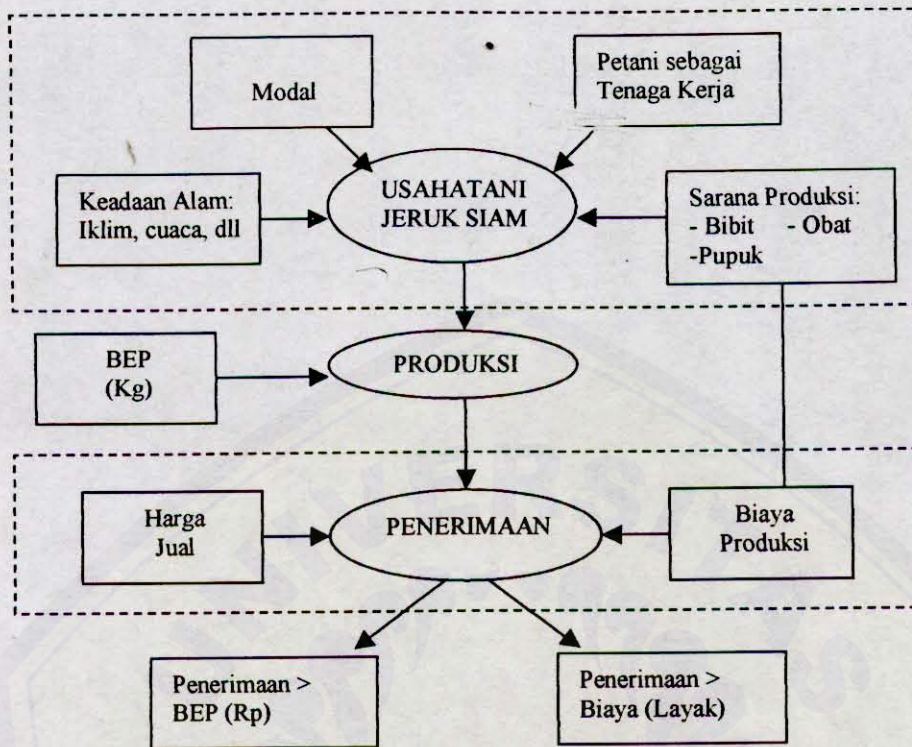 Modal
Petani sebagai
Tenaga Kerja
Keadaan Alam:
Iklim, cuaca, dll
USAHATANI
JERUK SIAM
Sarana Produksi:
- Bibit - Obat
-Pupuk
BEP
(Kg)
PRODUKSI
Harga
Jual
PENERIMAAN
Biaya
Produksi
Penerimaan >
BEP (Rp)
Penerimaan >
Biaya (Layak)